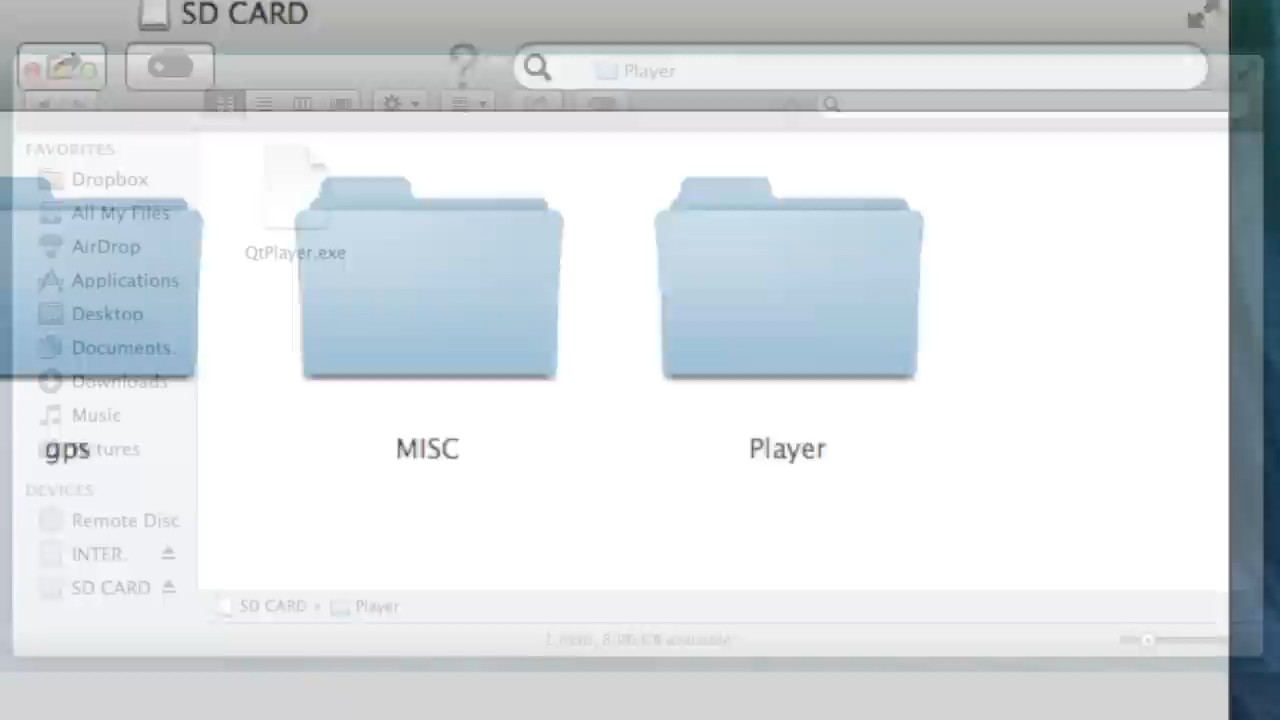 SD CARD
?
Player
FAVORITES
Dropbox
All My Files
AirDrop
Applications
Desktop
Documents
Downloads
Music
QtPlayer.exe
gps
MISC
Player
DEVICES
Remote Disc
INTER.
SD CARD
SD CARD
Player